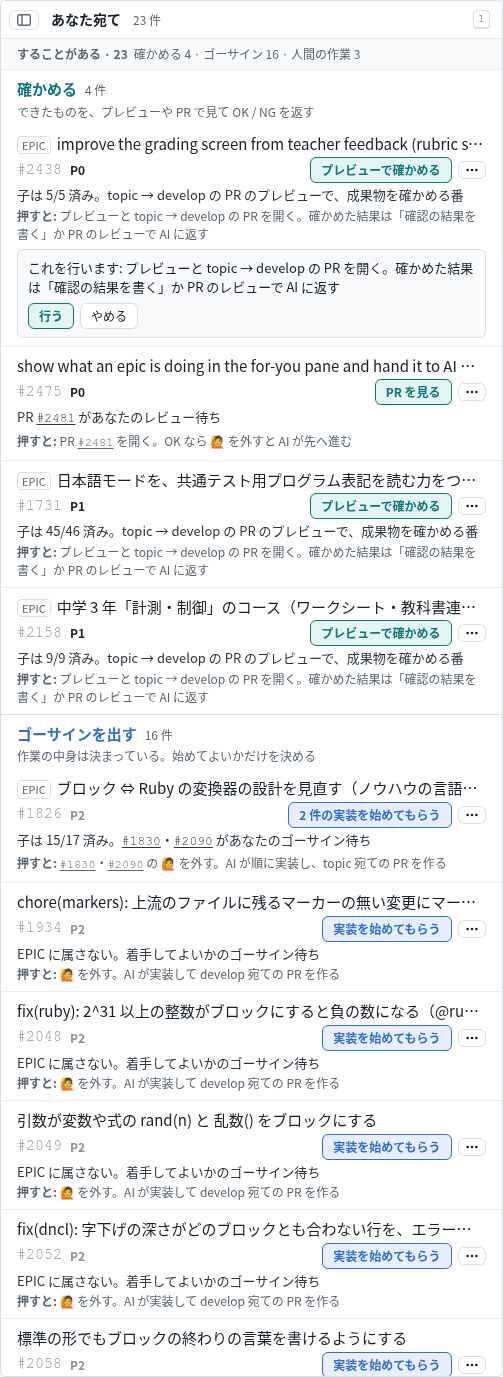 あなた宛て 23 件 1
することがある · 23 確かめる 4 · ゴーサイン 16 · 人間の作業 3
確かめる 4 件
できたものを、プレビューや PR で見て OK / NG を返す
EPIC improve the grading screen from teacher feedback (rubric s…
#2438 P0 プレビューで確かめる …
子は 5/5 済み。topic → develop の PR のプレビューで、成果物を確かめる番
押すと: プレビューと topic → develop の PR を開く。確かめた結果は「確認の結果を
書く」か PR のレビューで AI に返す
これを行います: プレビューと topic → develop の PR を開く。確かめた結果
は「確認の結果を書く」か PR のレビューで AI に返す
行う やめる
show what an epic is doing in the for-you pane and hand it to AI …
#2475 P0 PR を見る …
PR #2481 があなたのレビュー待ち
押すと: PR #2481 を開く。OK なら 🙋 を外すと AI が先へ進む
EPIC 日本語モードを、共通テスト用プログラム表記を読む力をつ…
#1731 P1 プレビューで確かめる …
子は 45/46 済み。topic → develop の PR のプレビューで、成果物を確かめる番
押すと: プレビューと topic → develop の PR を開く。確かめた結果は「確認の結果を
書く」か PR のレビューで AI に返す
EPIC 中学 3 年「計測・制御」のコース（ワークシート・教科書連…
#2158 P1 プレビューで確かめる …
子は 9/9 済み。topic → develop の PR のプレビューで、成果物を確かめる番
押すと: プレビューと topic → develop の PR を開く。確かめた結果は「確認の結果を
書く」か PR のレビューで AI に返す
ゴーサインを出す 16 件
作業の中身は決まっている。始めてよいかだけを決める
EPIC ブロック ⇔ Ruby の変換器の設計を見直す（ノウハウの言語…
#1826 P2 2 件の実装を始めてもらう …
子は 15/17 済み。#1830・#2090 があなたのゴーサイン待ち
押すと: #1830・#2090 の 🙋 を外す。AI が順に実装し、topic 宛ての PR を作る
chore(markers): 上流のファイルに残るマーカーの無い変更にマー…
#1934 P2 実装を始めてもらう …
EPIC に属さない。着手してよいかのゴーサイン待ち
押すと: 🙋 を外す。AI が実装して develop 宛ての PR を作る
fix(ruby): 2^31 以上の整数がブロックにすると負の数になる（@ru…
#2048 P2 実装を始めてもらう …
EPIC に属さない。着手してよいかのゴーサイン待ち
押すと: 🙋 を外す。AI が実装して develop 宛ての PR を作る
引数が変数や式の rand(n) と 乱数() をブロックにする
#2049 P2 実装を始めてもらう …
EPIC に属さない。着手してよいかのゴーサイン待ち
押すと: 🙋 を外す。AI が実装して develop 宛ての PR を作る
fix(dncl): 字下げの深さがどのブロックとも合わない行を、エラー…
#2052 P2 実装を始めてもらう …
EPIC に属さない。着手してよいかのゴーサイン待ち
押すと: 🙋 を外す。AI が実装して develop 宛ての PR を作る
標準の形でもブロックの終わりの言葉を書けるようにする
#2058 P2 実装を始めてもらう …